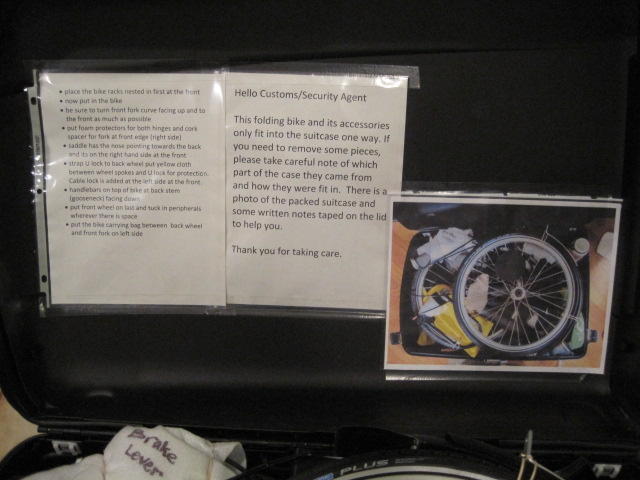 • place the bike racks nested in first at the front
• now put in the bike
• be sure to turn front fork curve facing up and to
the front as much as possible
• put foam protectors for both hinges and cork
spacer for fork at front edge (right side)
• saddle has the nose pointing towards the back
and its on the right hand side at the front
• strap U lock to back wheel put yellow cloth
between wheel spokes and U lock for protection.
Cable lock is added at the left side at the front.
• handlebars on top of bike at back stem
(gooseneck) facing down
• put front wheel on last and tuck in peripherals
wherever there is space
• put the bike carrying bag between back wheel
and front fork on left side
Hello Customs/Security Agent
This folding bike and its accessories
only fit into the suitcase one way. If
you need to remove some pieces,
please take careful note of which
part of the case they came from
and how they were fit in. There is a
photo of the packed suitcase and
some written notes taped on the lid
to help you.
Thank you for taking care.
Brake
Lever
PLUS